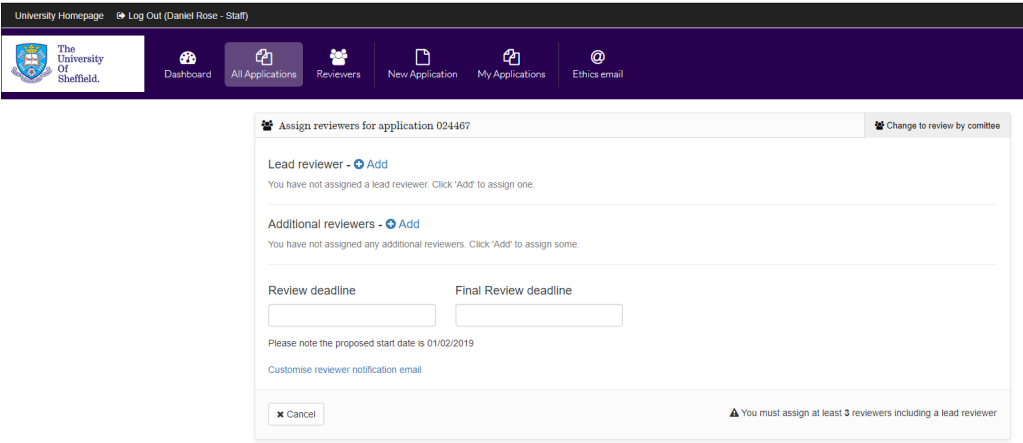 University Homepage Log Out (Daniel Rose - Staff)
The
University
Of
Sheffield.
Dashboard All Applications Reviewers New Application My Applications @ Ethics email
Assign reviewers for application 024467 Change to review by comittee
Lead reviewer - Add
You have not assigned a lead reviewer. Click 'Add' to assign one.
Additional reviewers - Add
You have not assigned any additional reviewers. Click 'Add' to assign some.
Review deadline Final Review deadline
Please note the proposed start date is 01/02/2019
Customise reviewer notification email
Cancel You must assign at least 3 reviewers including a lead reviewer